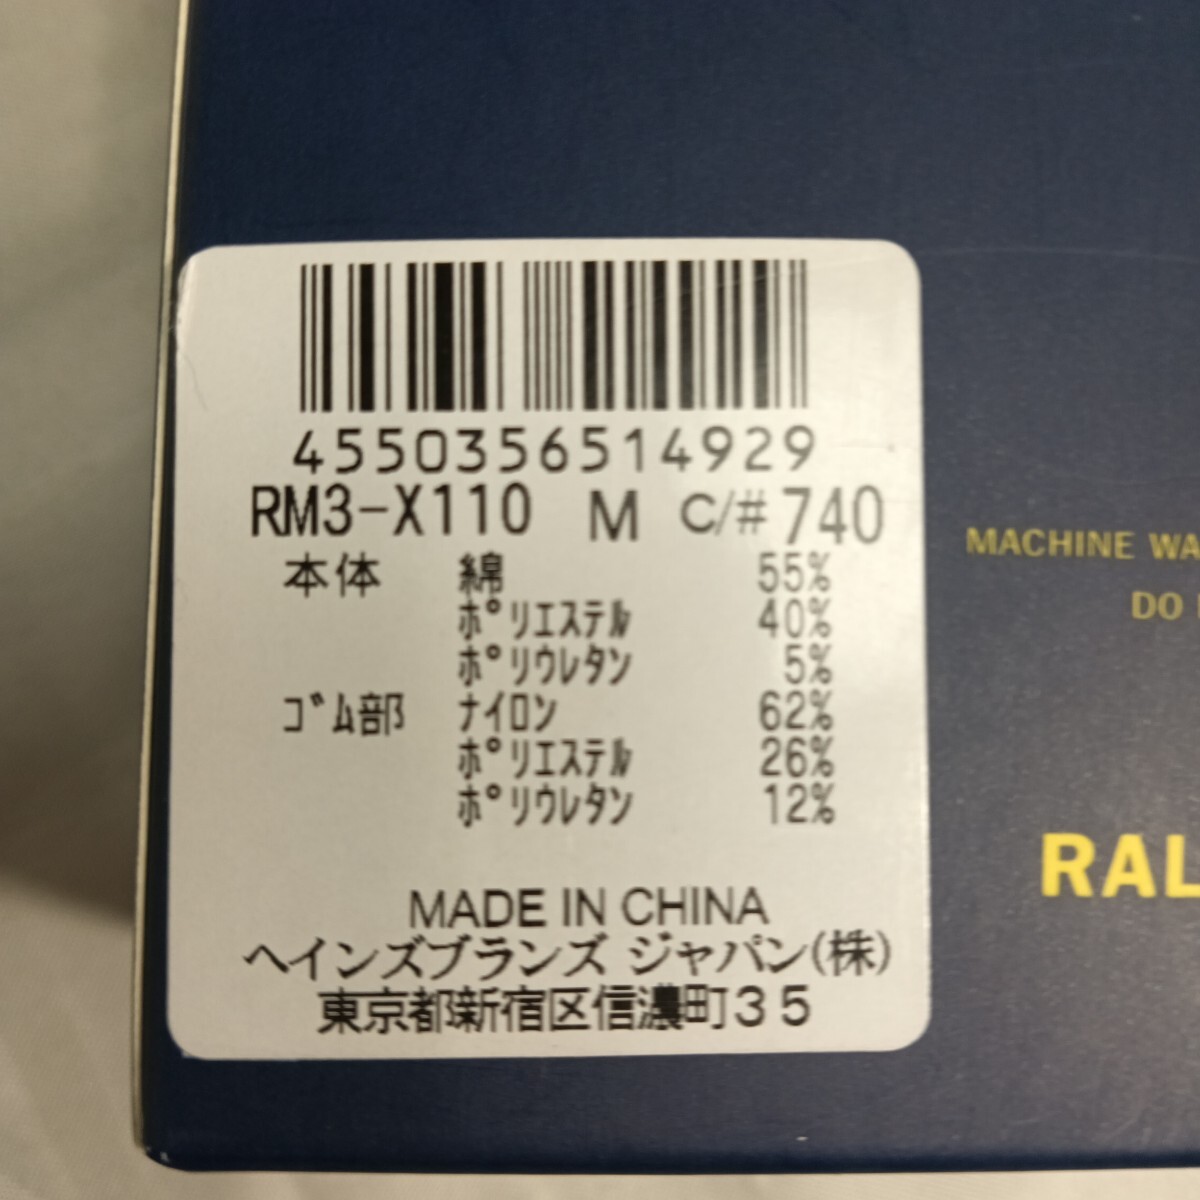 4550356514929
RM3-X110 M C/# 740
本体 綿 55%
ﾎﾟﾘｴｽﾃﾙ 40%
ﾎﾟﾘｳﾚﾀﾝ 5%
ｺﾞﾑ部 ﾅｲﾛﾝ 62%
ﾎﾟﾘｴｽﾃﾙ 26%
ﾎﾟﾘｳﾚﾀﾝ 12%
MADE IN CHINA
ヘインズブランズ ジャパン(株)
東京都新宿区信濃町35
MACHINE WA
DO
RAL